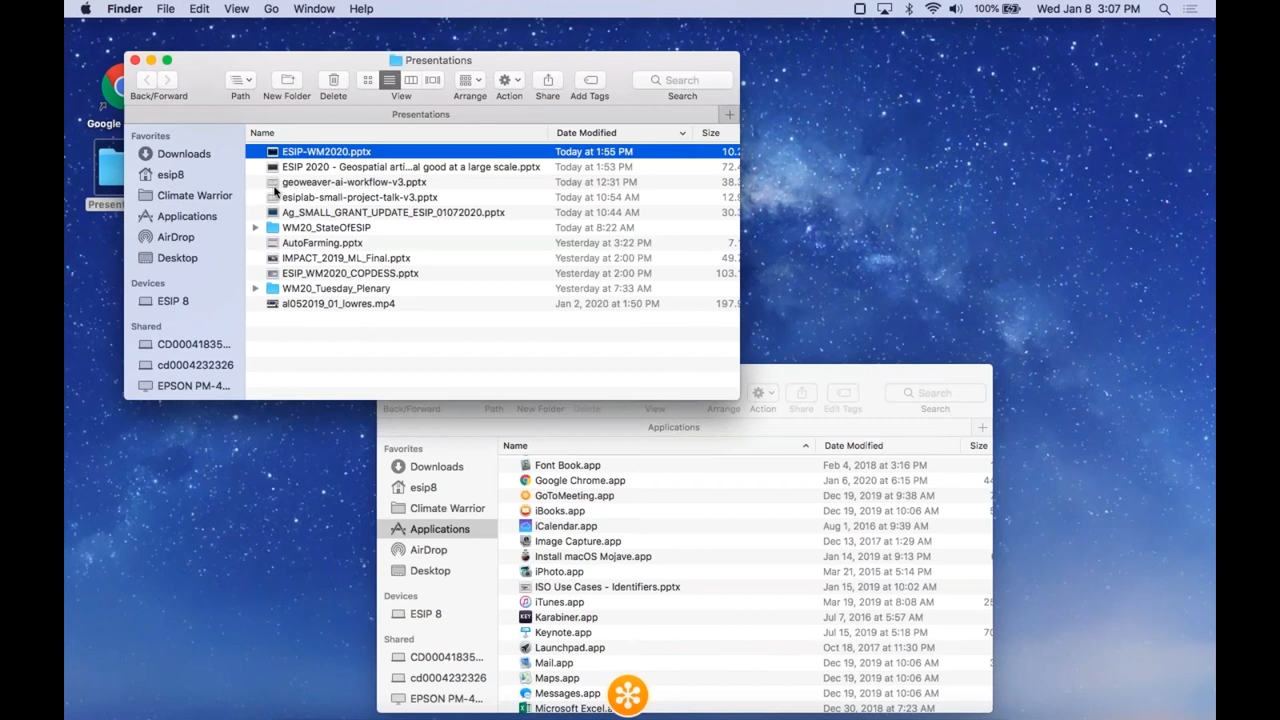 Finder File Edit View Go Window Help 100% Wed Jan 8 3:07 PM
Google
Present
Presentations
Search
Back/Forward Path New Folder Delete View Arrange Action Share Add Tags Search
Presentations
Favorites
Downloads
esip8
Climate Warrior
Applications
AirDrop
Desktop
Devices
ESIP 8
Shared
CD00041835...
cd0004232326
EPSON PM-4...
Name Date Modified Size
ESIP-WM2020.pptx Today at 1:55 PM 10.
ESIP 2020 - Geospatial arti...al good at a large scale.pptx Today at 1:53 PM 72.
geoweaver-ai-workflow-v3.pptx Today at 12:31 PM 38.
esiplab-small-project-talk-v3.pptx Today at 10:54 AM 12.
Ag_SMALL_GRANT_UPDATE_ESIP_01072020.pptx Today at 10:44 AM 30.
WM20_StateOfESIP Today at 8:22 AM
AutoFarming.pptx Yesterday at 3:22 PM 7.
IMPACT_2019_ML_Final.pptx Yesterday at 2:00 PM 49.
ESIP_WM2020_COPDESS.pptx Yesterday at 2:00 PM 103.
WM20_Tuesday_Plenary Yesterday at 7:33 AM
al052019_01_lowres.mp4 Jan 2, 2020 at 1:50 PM 197.
Search
Back/Forward Path New Folder Delete View Arrange Action Share Edit Tags Search
Applications
Favorites
Downloads
esip8
Climate Warrior
Applications
AirDrop
Desktop
Devices
ESIP 8
Shared
CD00041835...
cd0004232326
EPSON PM-4...
Name Date Modified Size
Font Book.app Feb 4, 2018 at 3:16 PM
Google Chrome.app Jan 6, 2020 at 6:15 PM 44
GoToMeeting.app Dec 19, 2019 at 9:38 AM
iBooks.app Dec 19, 2019 at 10:06 AM
iCalendar.app Aug 1, 2016 at 9:39 AM
Image Capture.app Dec 13, 2017 at 1:29 AM
Install macOS Mojave.app Jan 14, 2019 at 9:13 PM
iPhoto.app Mar 21, 2015 at 5:14 PM
ISO Use Cases - Identifiers.pptx Jan 15, 2019 at 10:02 AM
iTunes.app Mar 19, 2019 at 8:08 AM
KEY Karabiner.app Jul 7, 2016 at 5:57 AM
Keynote.app Jul 15, 2019 at 5:18 PM
Launchpad.app Oct 18, 2017 at 11:30 PM
Mail.app Dec 19, 2019 at 10:06 AM
Maps.app Dec 19, 2019 at 10:06 AM
Messages.app Dec 19, 2019 at 10:06 AM
Microsoft Excel.a Dec 30, 2018 at 7:23 AM